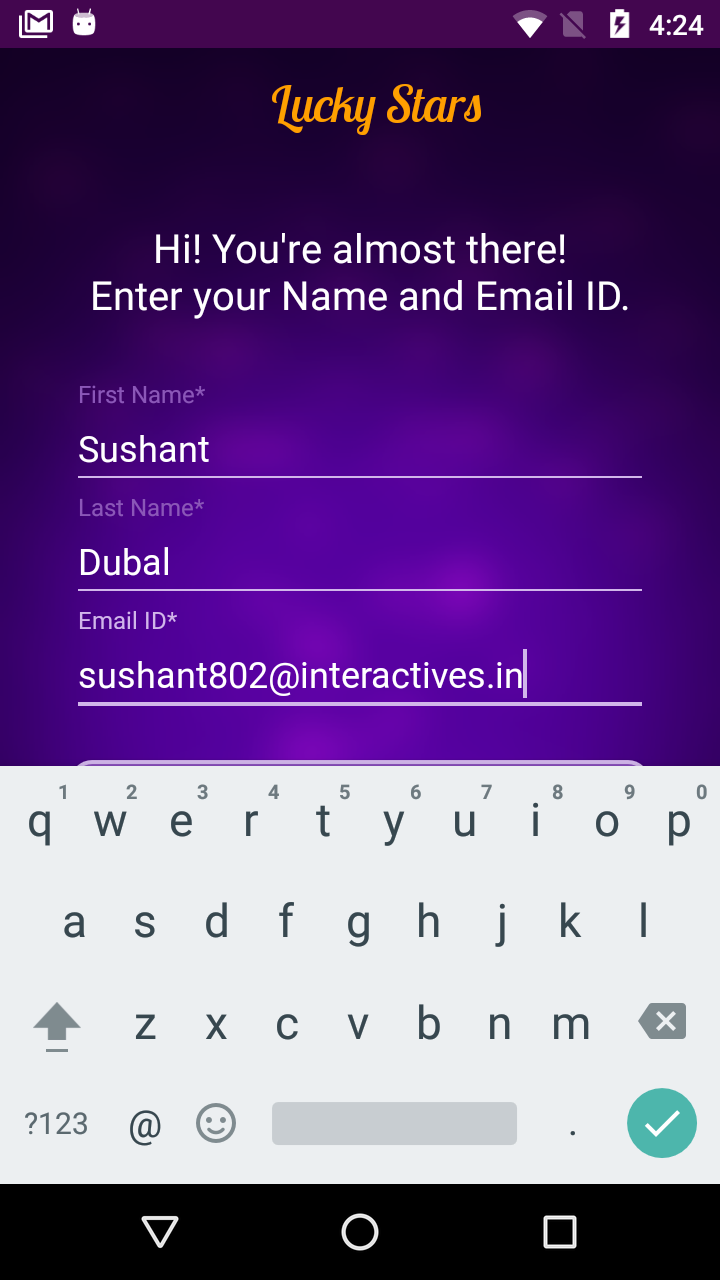 4:24
Lucky Stars
Hi! You're almost there!
Enter your Name and Email ID.
First Name*
Sushant
Last Name*
Dubal
Email ID*
sushant802@interactives.in
1 2 3 4 5 6 7 8 9 0
q w e r t y u i o p
a s d f g h j k l
z x c v b n m
?123 @ .